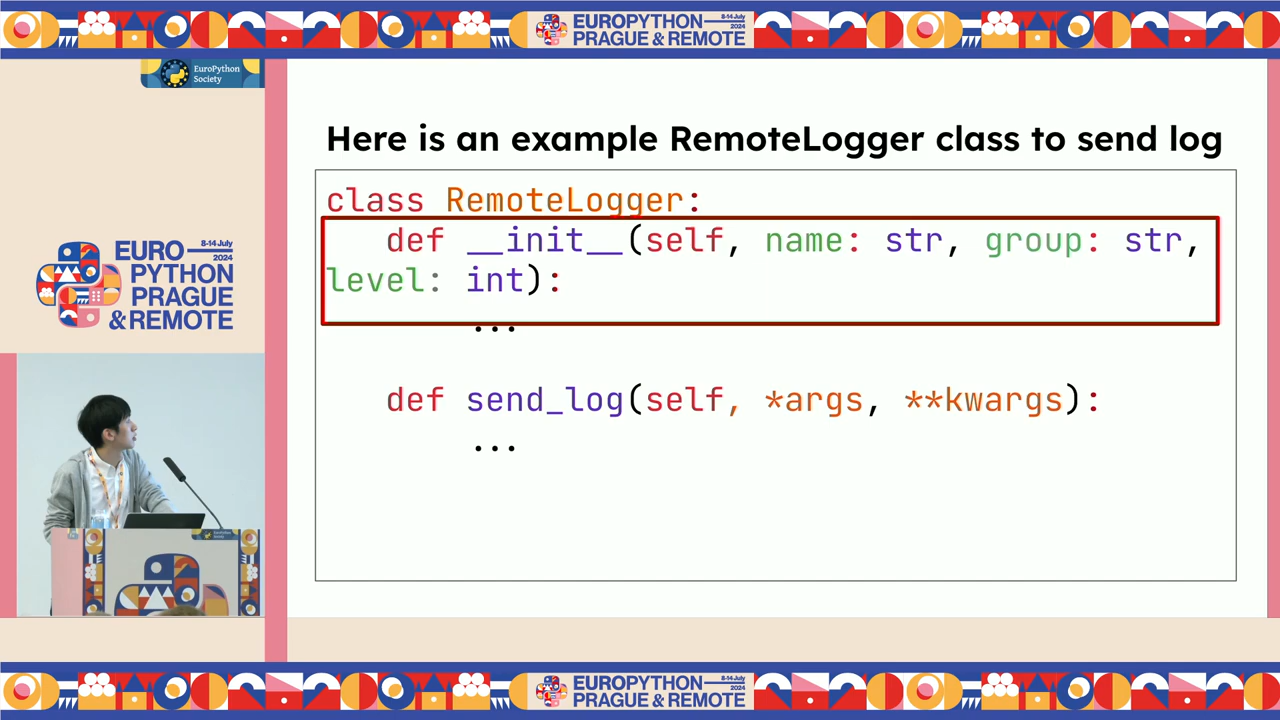 EUROPYTHON
8-14 July
2024
PRAGUE & REMOTE
EuroPython
Society
Here is an example RemoteLogger class to send log
class RemoteLogger:
def __init__(self, name: str, group: str,
level: int):
...
def send_log(self, *args, **kwargs):
...
EURO
8-14 July
2024
PYTHON
PRAGUE
& REMOTE
EUROPYTHON
8-14 July
2024
PRAGUE & REMOTE